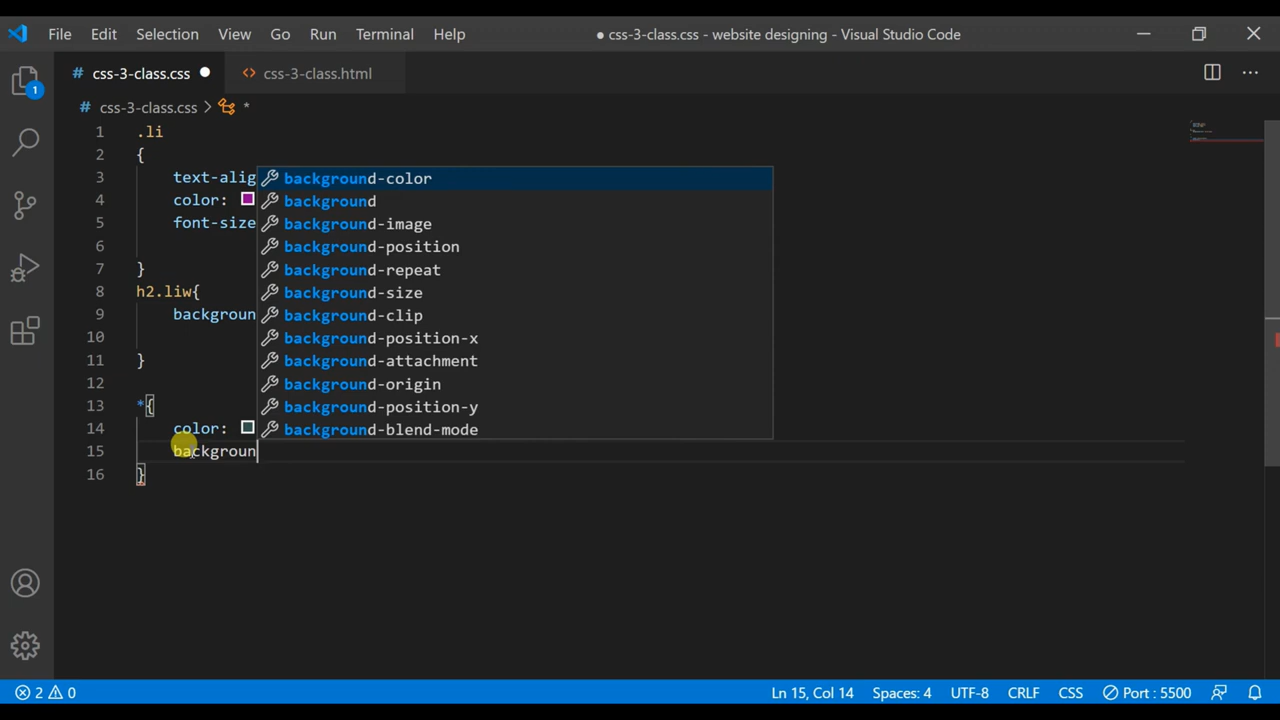 File Edit Selection View Go Run Terminal Help
● css-3-class.css - website designing - Visual Studio Code
# css-3-class.css ●
<> css-3-class.html
1
# css-3-class.css > *
1 .li
2 {
3 text-alig
4 color:
5 font-size
6
7 }
8 h2.liw{
9 backgroun
10
11 }
12
13 *{
14 color:
15 backgroun
16 }
background-color
background
background-image
background-position
background-repeat
background-size
background-clip
background-position-x
background-attachment
background-origin
background-position-y
background-blend-mode
2 0
Ln 15, Col 14
Spaces: 4
UTF-8
CRLF
CSS
Port : 5500